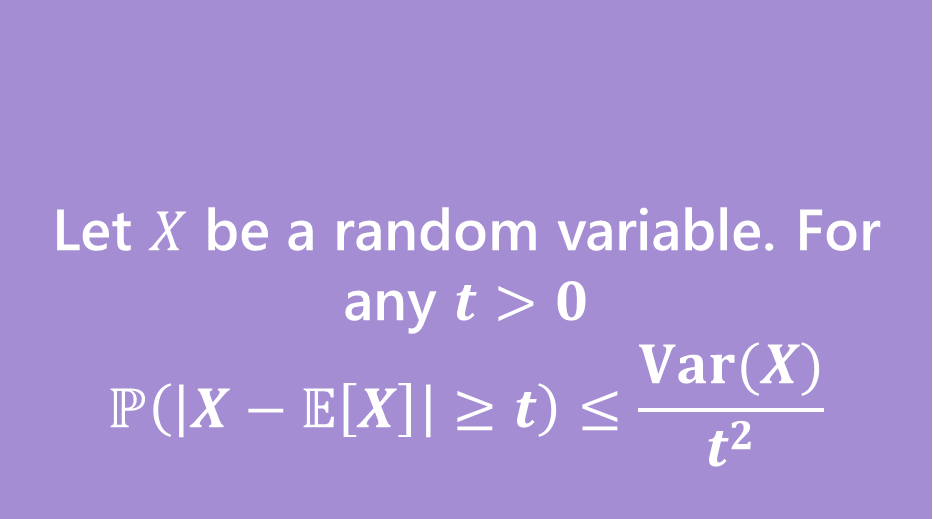 Let 𝑋 be a random variable. For
any 𝒕 > 𝟎
ℙ(|𝑿 − 𝔼[𝑿]| ≥ 𝒕) ≤ 𝐕𝐚𝐫(𝑿)/𝒕²